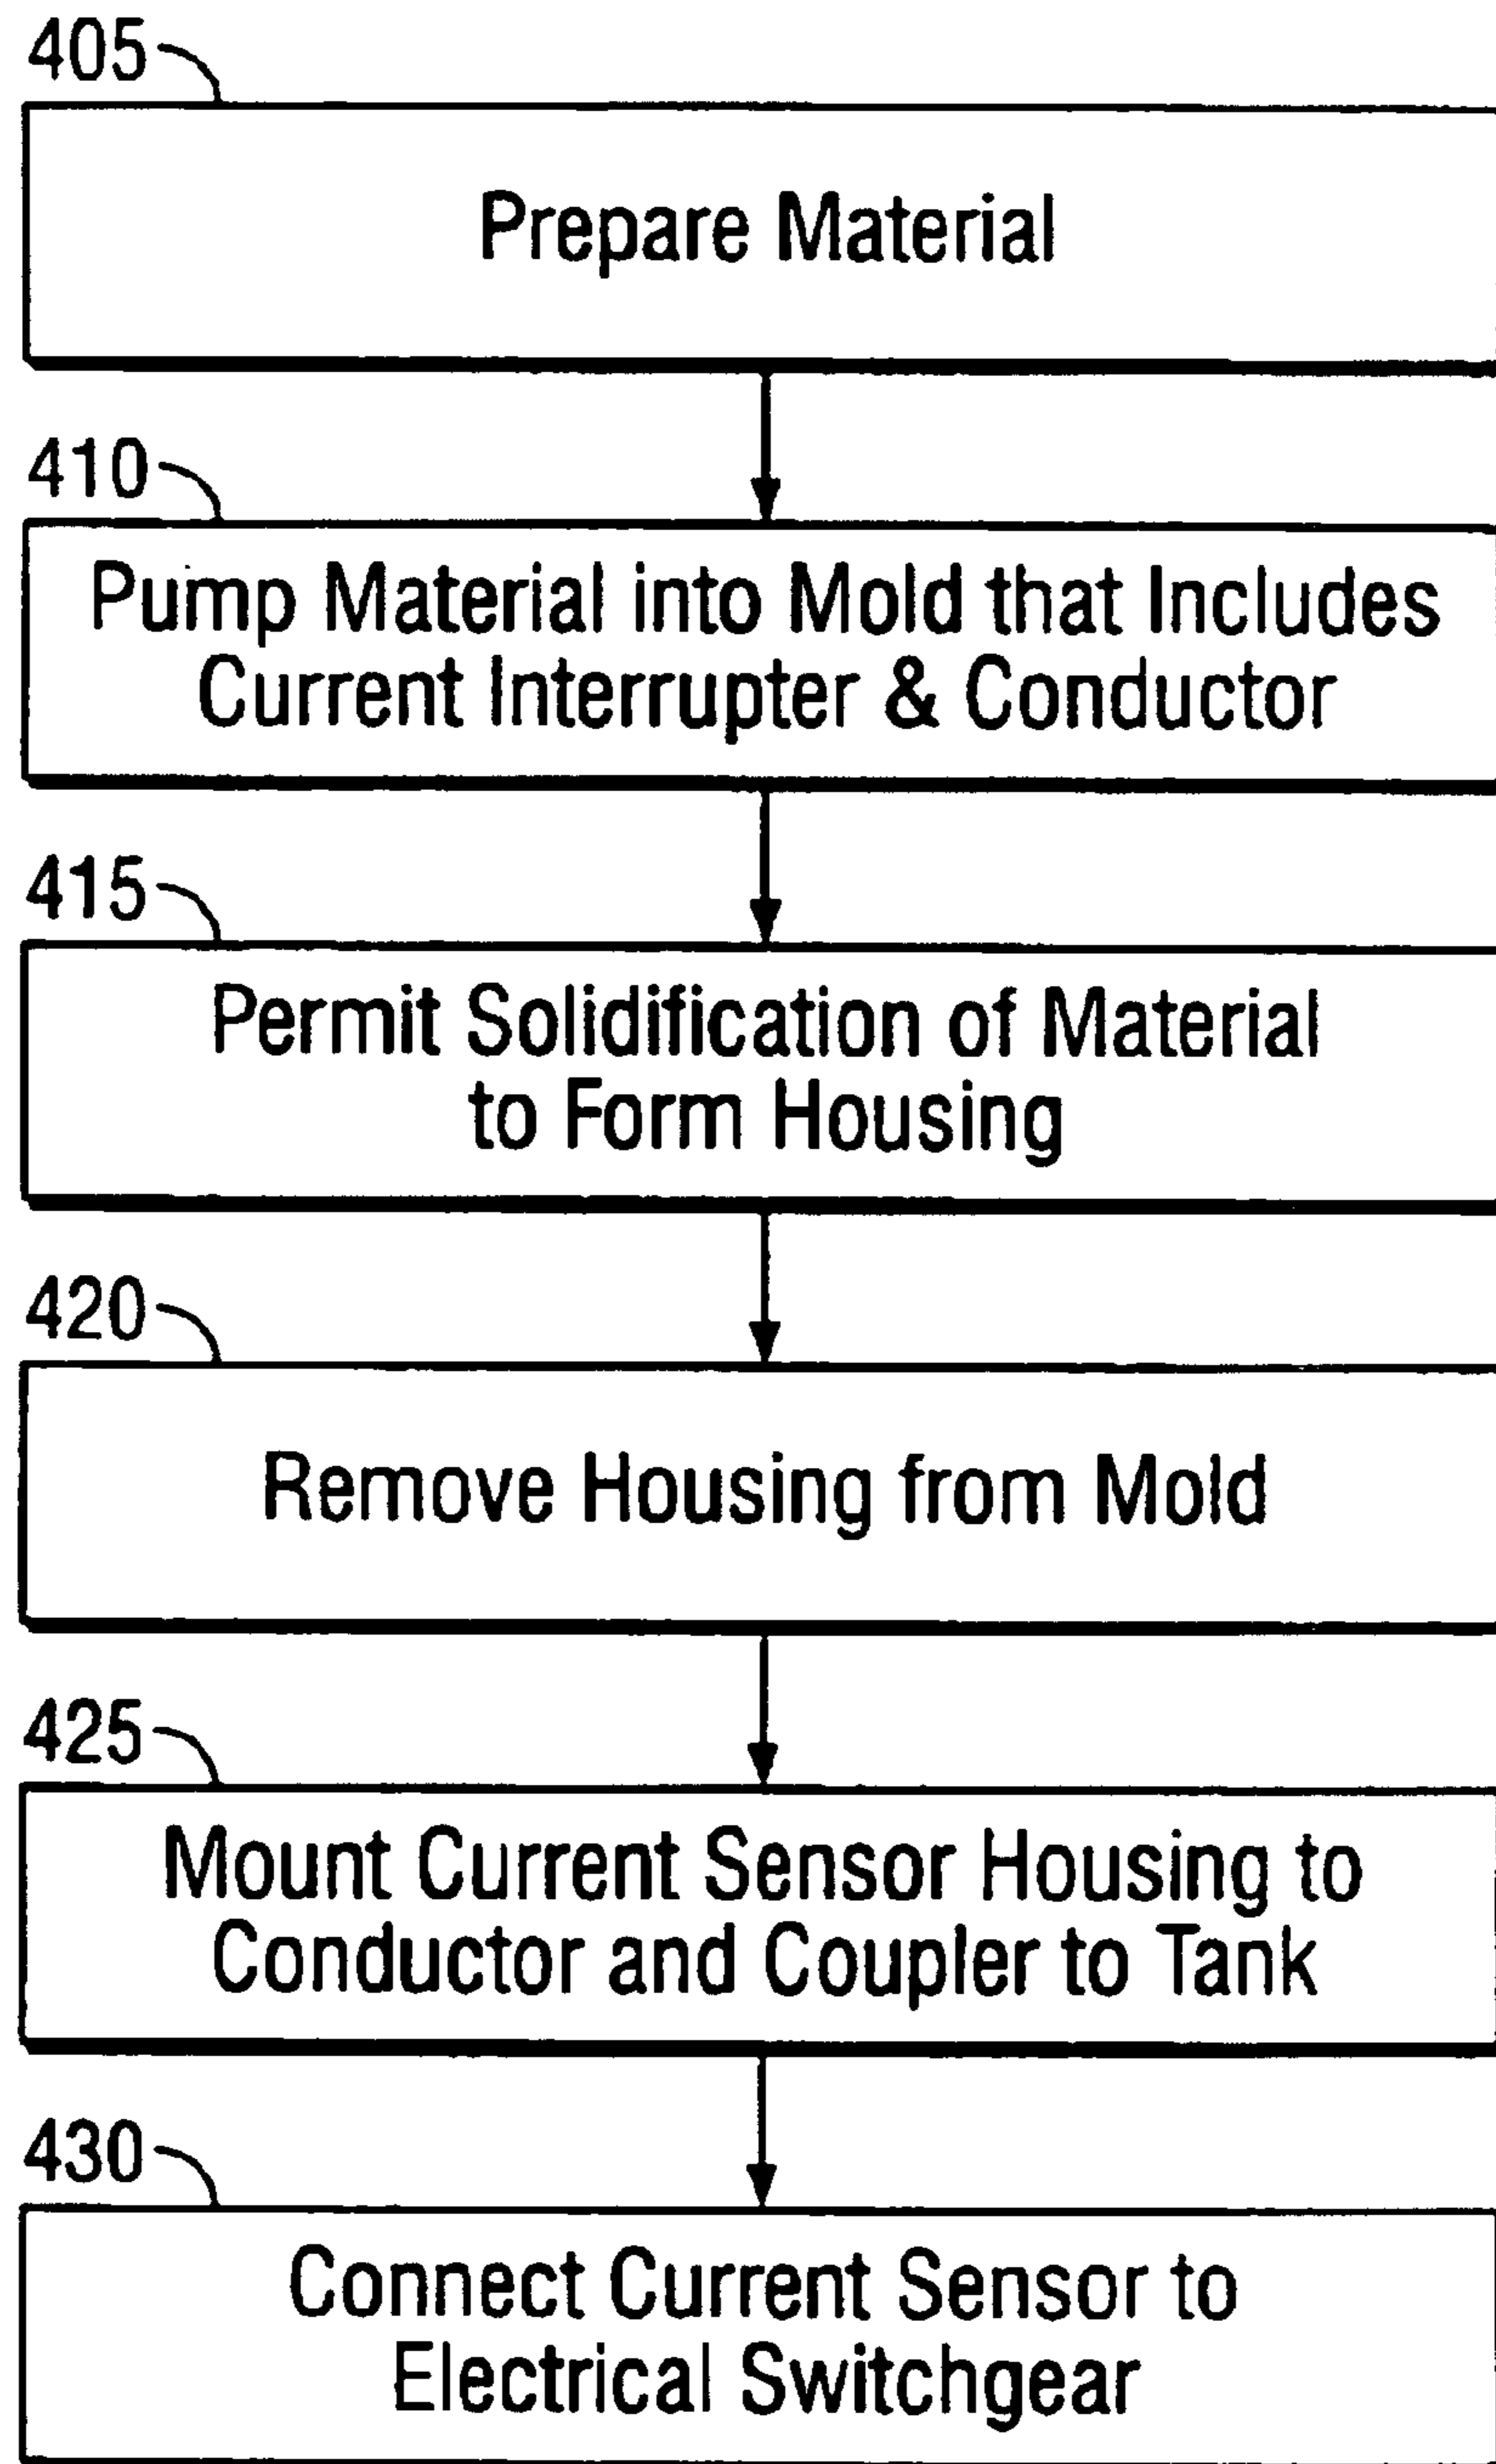 405
Prepare Material
410
Pump Material into Mold that Includes
Current Interrupter & Conductor
415
Permit Solidification of Material
to Form Housing
420
Remove Housing from Mold
425
Mount Current Sensor Housing to
Conductor and Coupler to Tank
430
Connect Current Sensor to
Electrical Switchgear